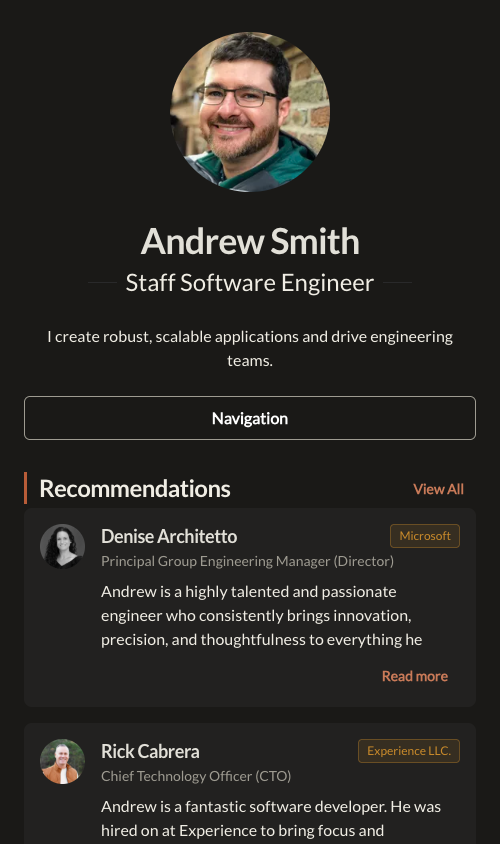 Andrew Smith
Staff Software Engineer
I create robust, scalable applications and drive engineering
teams.
Navigation
Recommendations
View All
Denise Architetto
Microsoft
Principal Group Engineering Manager (Director)
Andrew is a highly talented and passionate
engineer who consistently brings innovation,
precision, and thoughtfulness to everything he
Read more
Rick Cabrera
Experience LLC.
Chief Technology Officer (CTO)
Andrew is a fantastic software developer. He was
hired on at Experience to bring focus and